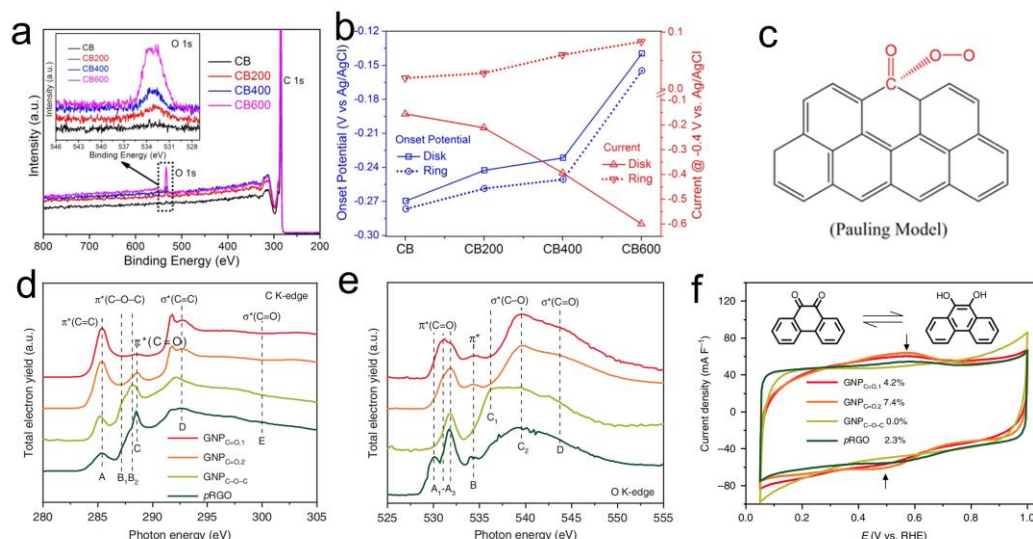 a
O 1s
CB
CB200
CB400
CB600
Intensity (a.u.)
546 543 540 537 534 531 528
Binding Energy (eV)
CB
CB200
CB400
CB600
C 1s
O 1s
Intensity (a.u.)
800 700 600 500 400 300 200
Binding Energy (eV)
b
Onset Potential (V vs Ag/AgCl)
-0.12
-0.15
-0.18
-0.21
-0.24
-0.27
-0.30
Onset Potential
Disk
Ring
Current
Disk
Ring
0.1
0.0
-0.1
-0.2
-0.3
-0.4
-0.5
-0.6
Current @ -0.4 V vs. Ag/AgCl
CB CB200 CB400 CB600
c
O
O
O
C
(Pauling Model)
d
C K-edge
π*(C=C)
π*(C–O–C)
π*(C=O)
σ*(C=C)
σ*(C=O)
Total electron yield (a.u.)
A B1 B2 C D E
GNPC=O,1
GNPC=O,2
GNPC–O–C
pRGO
280 285 290 295 300 305
Photon energy (eV)
e
π*(C=O)
π*
σ*(C–O)
σ*(C=O)
Total electron yield (a.u.)
A1-A3 B C1 C2 D
O K-edge
525 530 535 540 545 550 555
Photon energy (eV)
f
Current density (mA F−1)
120
80
40
0
−40
−80
O O
HO OH
GNPC=O,1 4.2%
GNPC=O,2 7.4%
GNPC–O–C 0.0%
pRGO 2.3%
0.0 0.2 0.4 0.6 0.8 1.0
E (V vs. RHE)